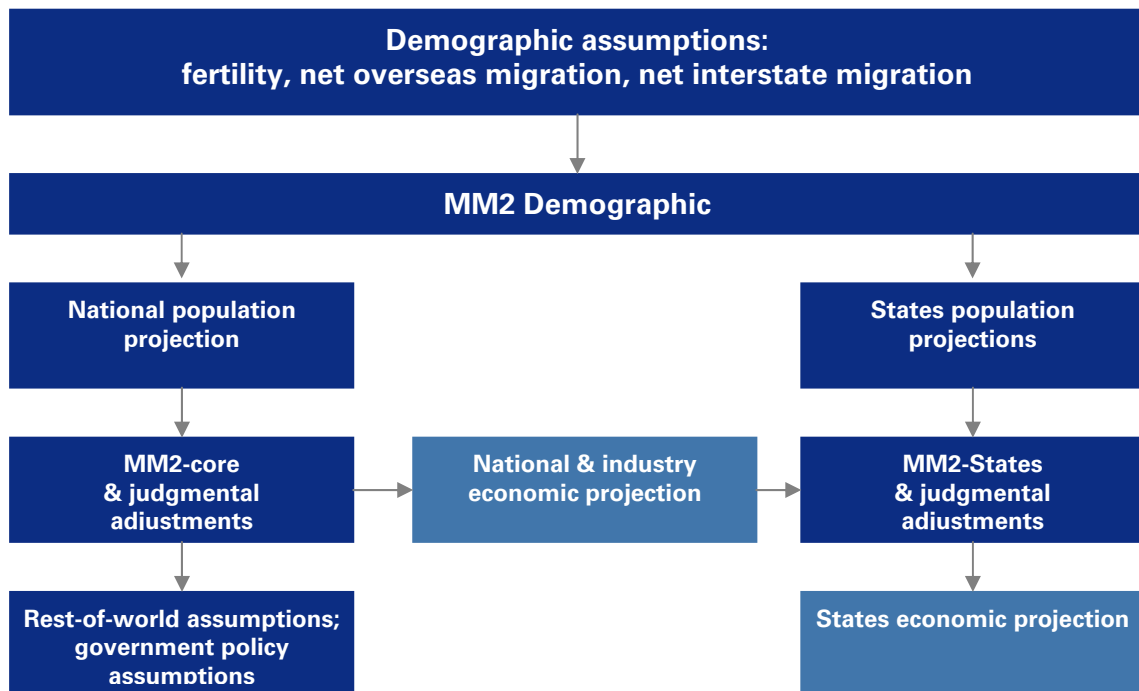 Demographic assumptions:
fertility, net overseas migration, net interstate migration
MM2 Demographic
National population
projection
States population
projections
MM2-core
& judgmental
adjustments
National & industry
economic projection
MM2-States
& judgmental
adjustments
Rest-of-world assumptions;
government policy
assumptions
States economic projection